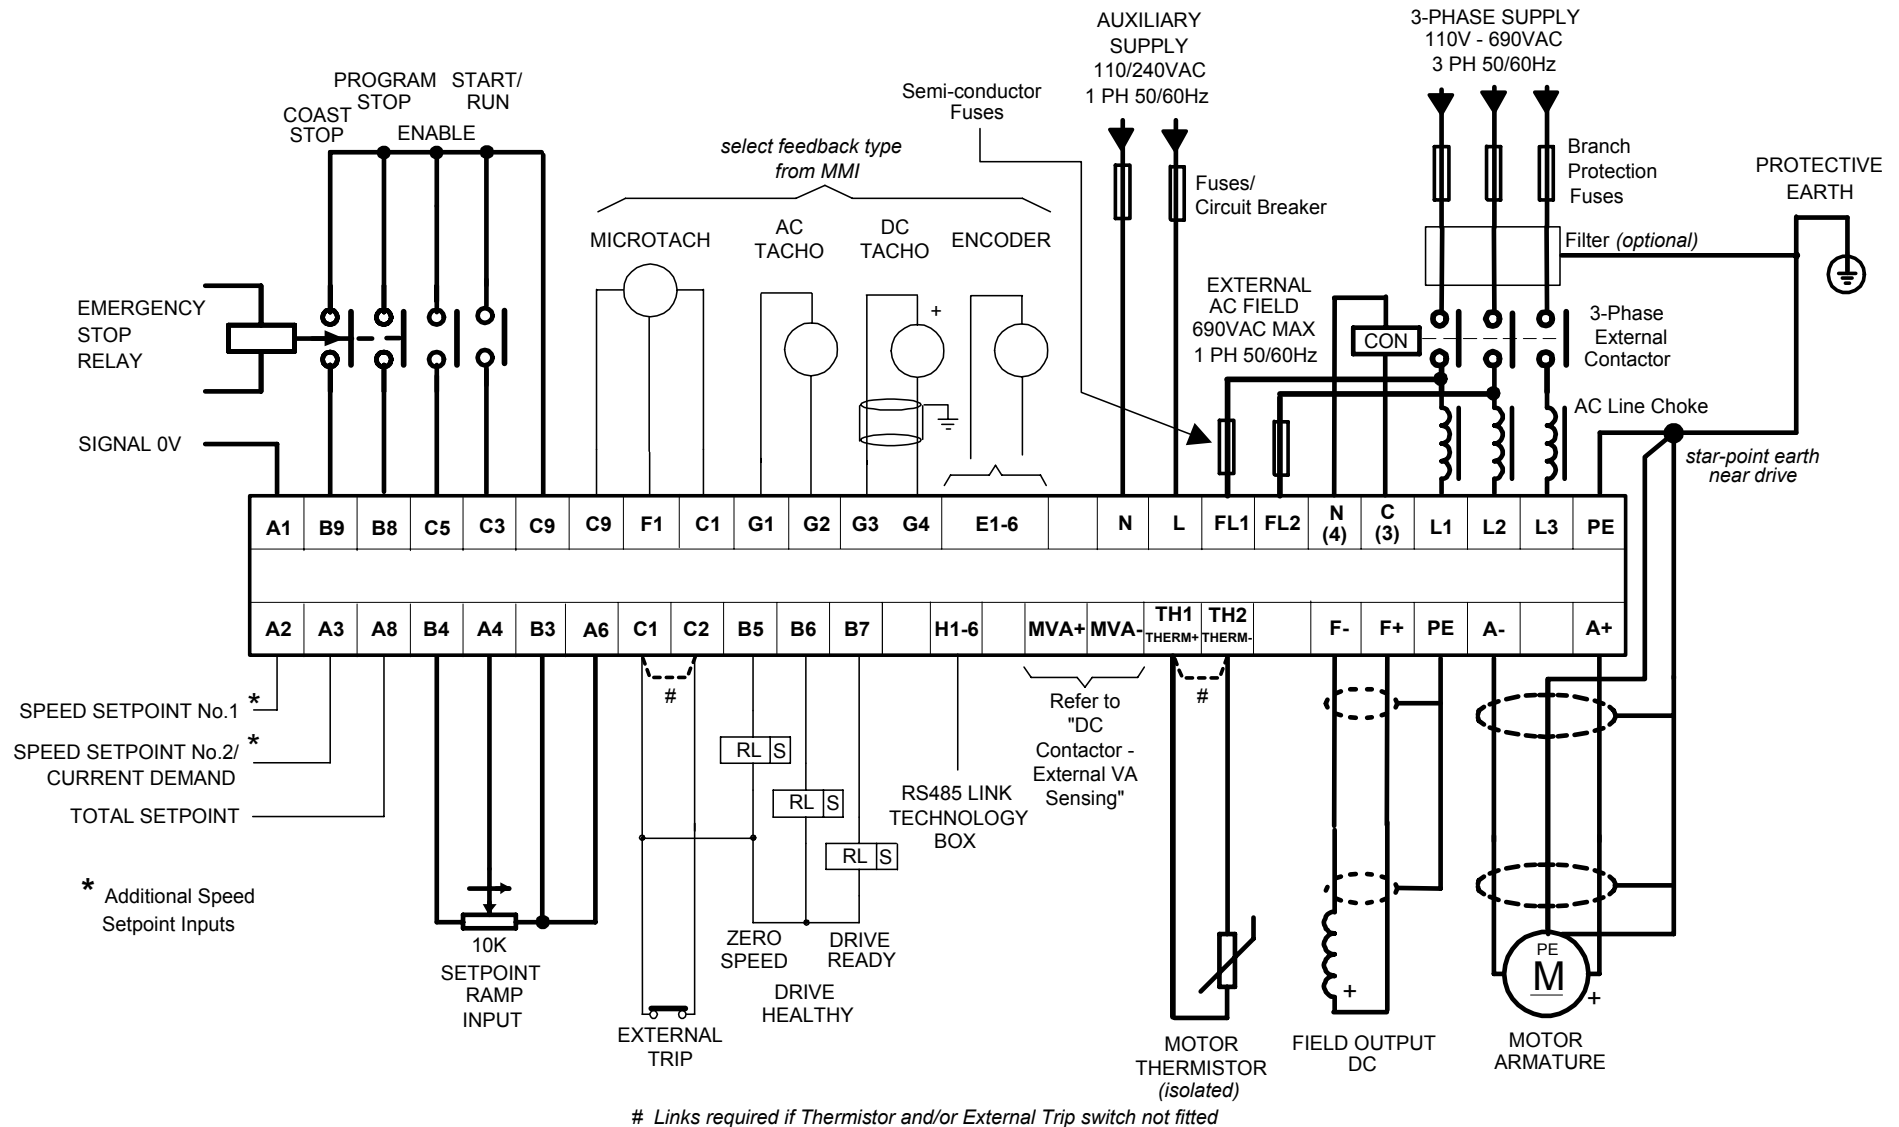 AUXILIARY
SUPPLY
110/240VAC
1 PH 50/60Hz
3-PHASE SUPPLY
110V - 690VAC
3 PH 50/60Hz
COAST
STOP
PROGRAM
STOP
ENABLE
START/
RUN
select feedback type
from MMI
Semi-conductor
Fuses
Fuses/
Circuit Breaker
Branch
Protection
Fuses
PROTECTIVE
EARTH
MICROTACH
AC
TACHO
DC
TACHO
ENCODER
Filter (optional)
EMERGENCY
STOP
RELAY
+
EXTERNAL
AC FIELD
690VAC MAX
1 PH 50/60Hz
CON
3-Phase
External
Contactor
AC Line Choke
SIGNAL 0V
star-point earth
near drive
A1 B9 B8 C5 C3 C9 C9 F1 C1 G1 G2 G3 G4 E1-6 N L FL1 FL2 N (4) C (3) L1 L2 L3 PE
A2 A3 A8 B4 A4 B3 A6 C1 C2 B5 B6 B7 H1-6 MVA+ MVA- TH1 THERM+ TH2 THERM- F- F+ PE A- A+
SPEED SETPOINT No.1 *
SPEED SETPOINT No.2/ *
CURRENT DEMAND
TOTAL SETPOINT
* Additional Speed
Setpoint Inputs
10K
SETPOINT
RAMP
INPUT
#
EXTERNAL
TRIP
RL S
RL S
RL S
ZERO
SPEED
DRIVE
HEALTHY
DRIVE
READY
RS485 LINK
TECHNOLOGY
BOX
Refer to
"DC
Contactor -
External VA
Sensing"
#
MOTOR
THERMISTOR
(isolated)
+
FIELD OUTPUT
DC
PE
M
+
MOTOR
ARMATURE
# Links required if Thermistor and/or External Trip switch not fitted